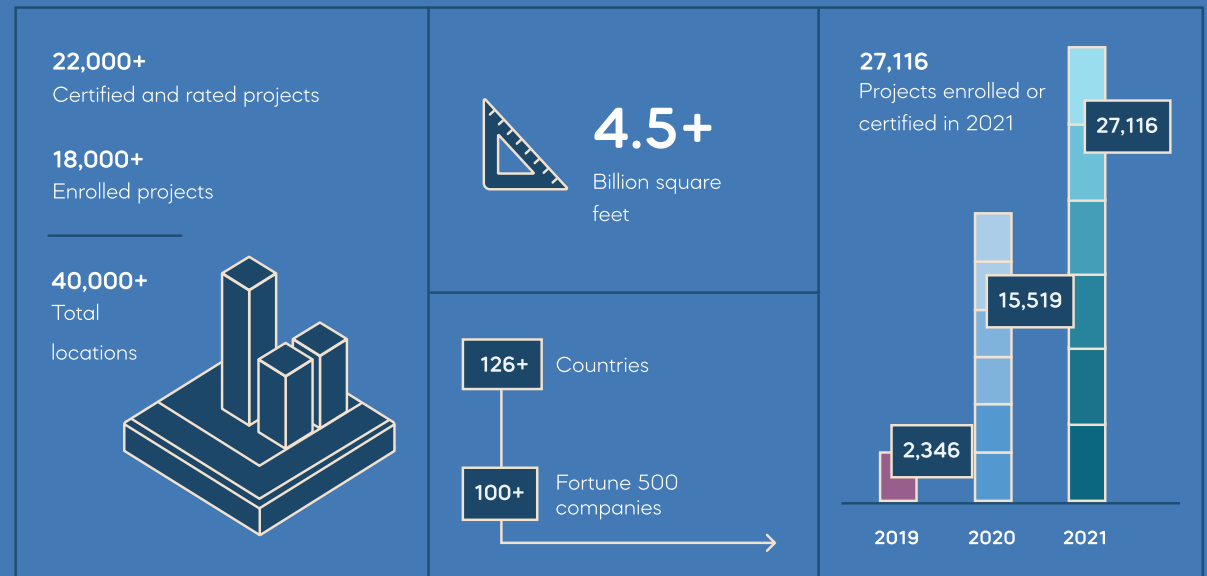 22,000+
Certified and rated projects
18,000+
Enrolled projects
40,000+
Total
locations
4.5+
Billion square
feet
126+
Countries
100+
Fortune 500
companies
27,116
Projects enrolled or
certified in 2021
27,116
15,519
2,346
2019 2020 2021